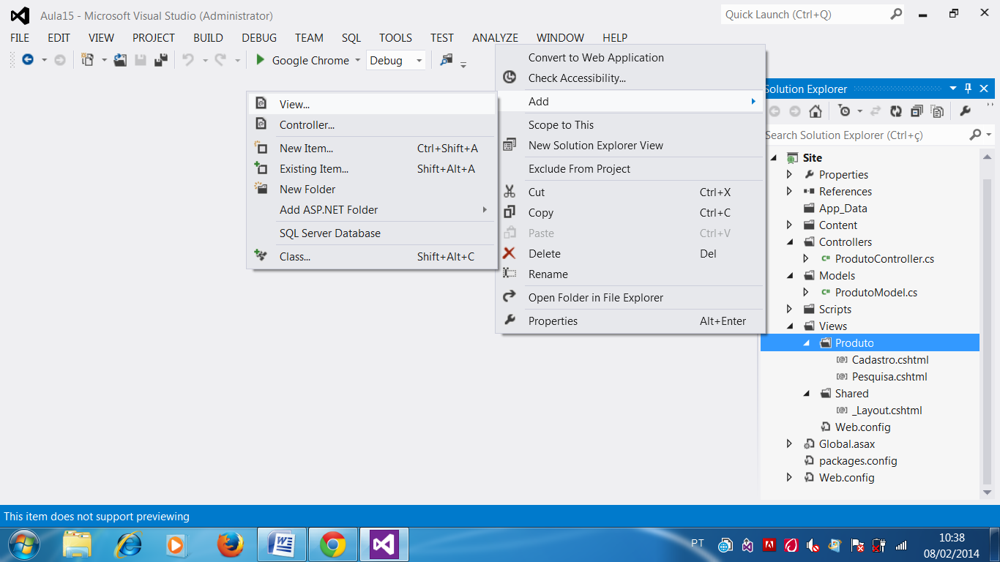 Aula15 - Microsoft Visual Studio (Administrator)
Quick Launch (Ctrl+Q)
FILE EDIT VIEW PROJECT BUILD DEBUG TEAM SQL TOOLS TEST ANALYZE WINDOW HELP
Google Chrome Debug
Convert to Web Application
Check Accessibility...
Add
Scope to This
New Solution Explorer View
Exclude From Project
Cut Ctrl+X
Copy Ctrl+C
Paste Ctrl+V
Delete Del
Rename
Open Folder in File Explorer
Properties Alt+Enter
View...
Controller...
New Item... Ctrl+Shift+A
Existing Item... Shift+Alt+A
New Folder
Add ASP.NET Folder
SQL Server Database
Class... Shift+Alt+C
Solution Explorer
Search Solution Explorer (Ctrl+ç)
Site
Properties
References
App_Data
Content
Controllers
C# ProdutoController.cs
Models
C# ProdutoModel.cs
Scripts
Views
Produto
[@] Cadastro.cshtml
[@] Pesquisa.cshtml
Shared
[@] _Layout.cshtml
Web.config
Global.asax
packages.config
Web.config
This item does not support previewing
PT
10:38
08/02/2014